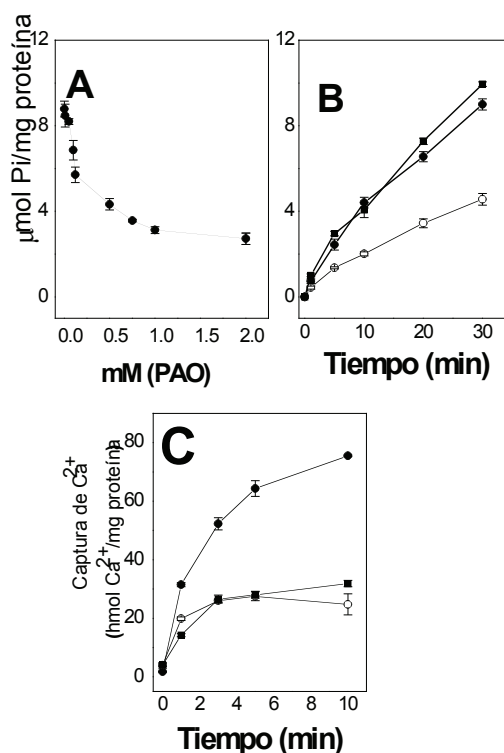 A
μmol Pi/mg proteína
12
8
4
0
0.0 0.5 1.0 1.5 2.0
mM (PAO)
B
12
8
4
0
0 10 20 30
Tiempo (min)
C
Captura de Ca2+
(hmol Ca2+/mg proteína
80
60
40
20
0
0 2 4 6 8 10
Tiempo (min)